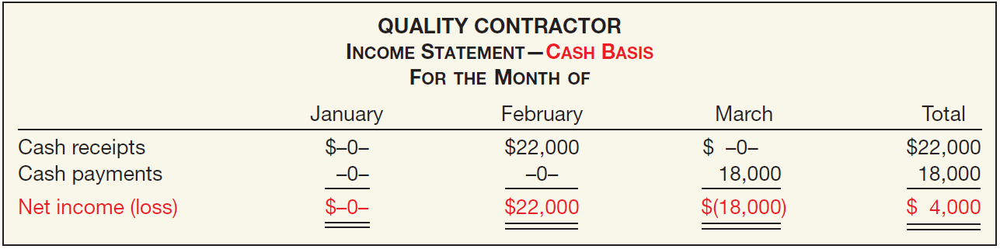 QUALITY CONTRACTOR
INCOME STATEMENT—CASH BASIS
FOR THE MONTH OF
January February March Total
Cash receipts $–0– $22,000 $ –0– $22,000
Cash payments –0– –0– 18,000 18,000
Net income (loss) $–0– $22,000 $(18,000) $ 4,000